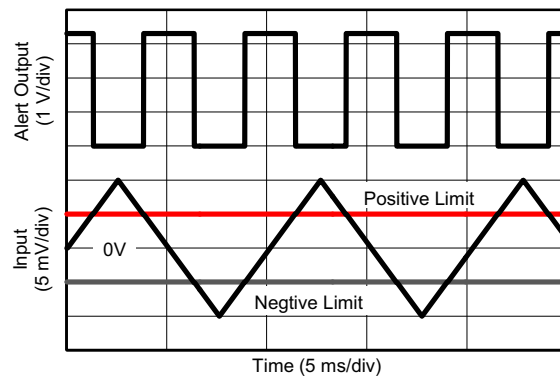 Alert Output
(1 V/div)
Positive Limit
Input
(5 mV/div)
0V
Negtive Limit
Time (5 ms/div)